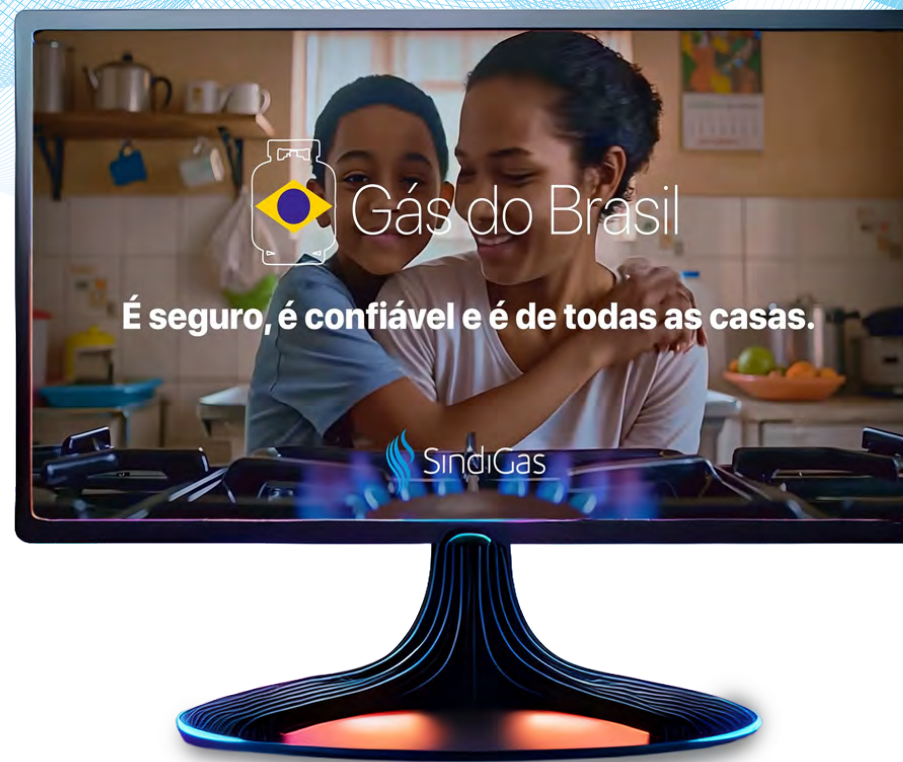 Gás do Brasil
É seguro, é confiável e é de todas as casas.
SindiGas